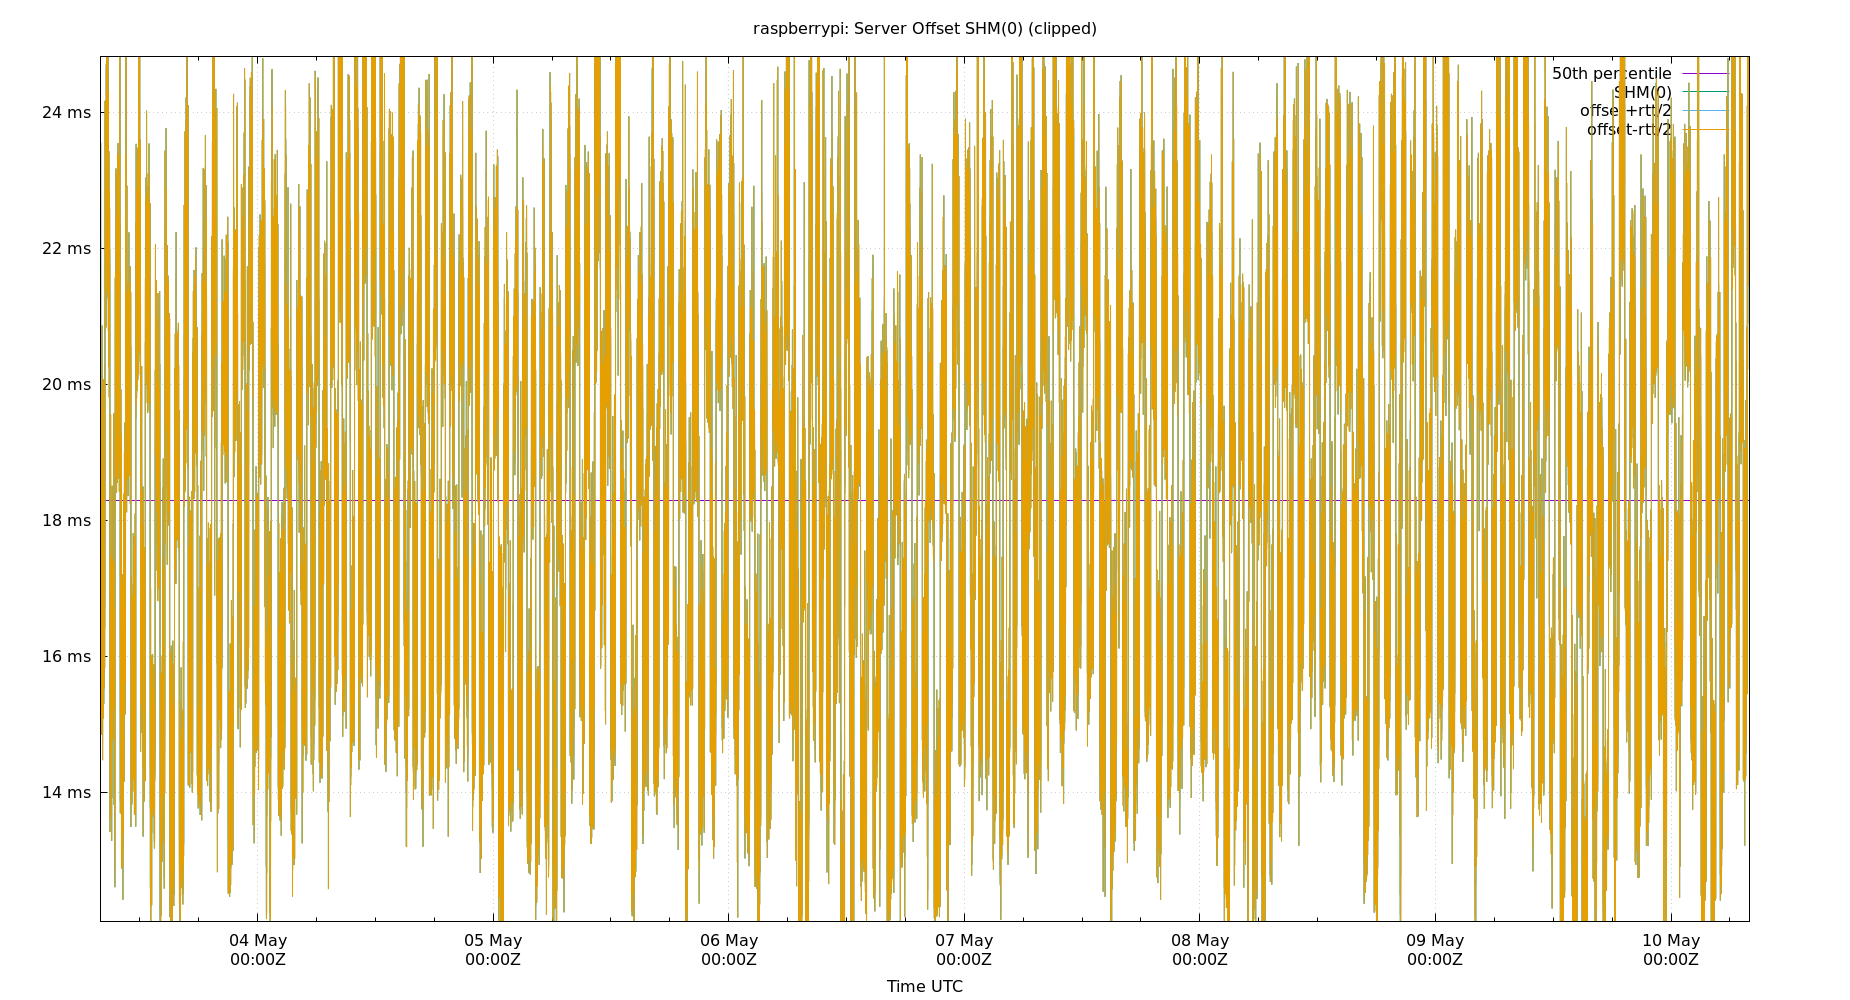 raspberrypi: Server Offset SHM(0) (clipped)
50th percentile
SHM(0)
offset+rtt/2
offset-rtt/2
24 ms
22 ms
20 ms
18 ms
16 ms
14 ms
04 May 05 May 06 May 07 May 08 May 09 May 10 May
00:00Z 00:00Z 00:00Z 00:00Z 00:00Z 00:00Z 00:00Z
Time UTC